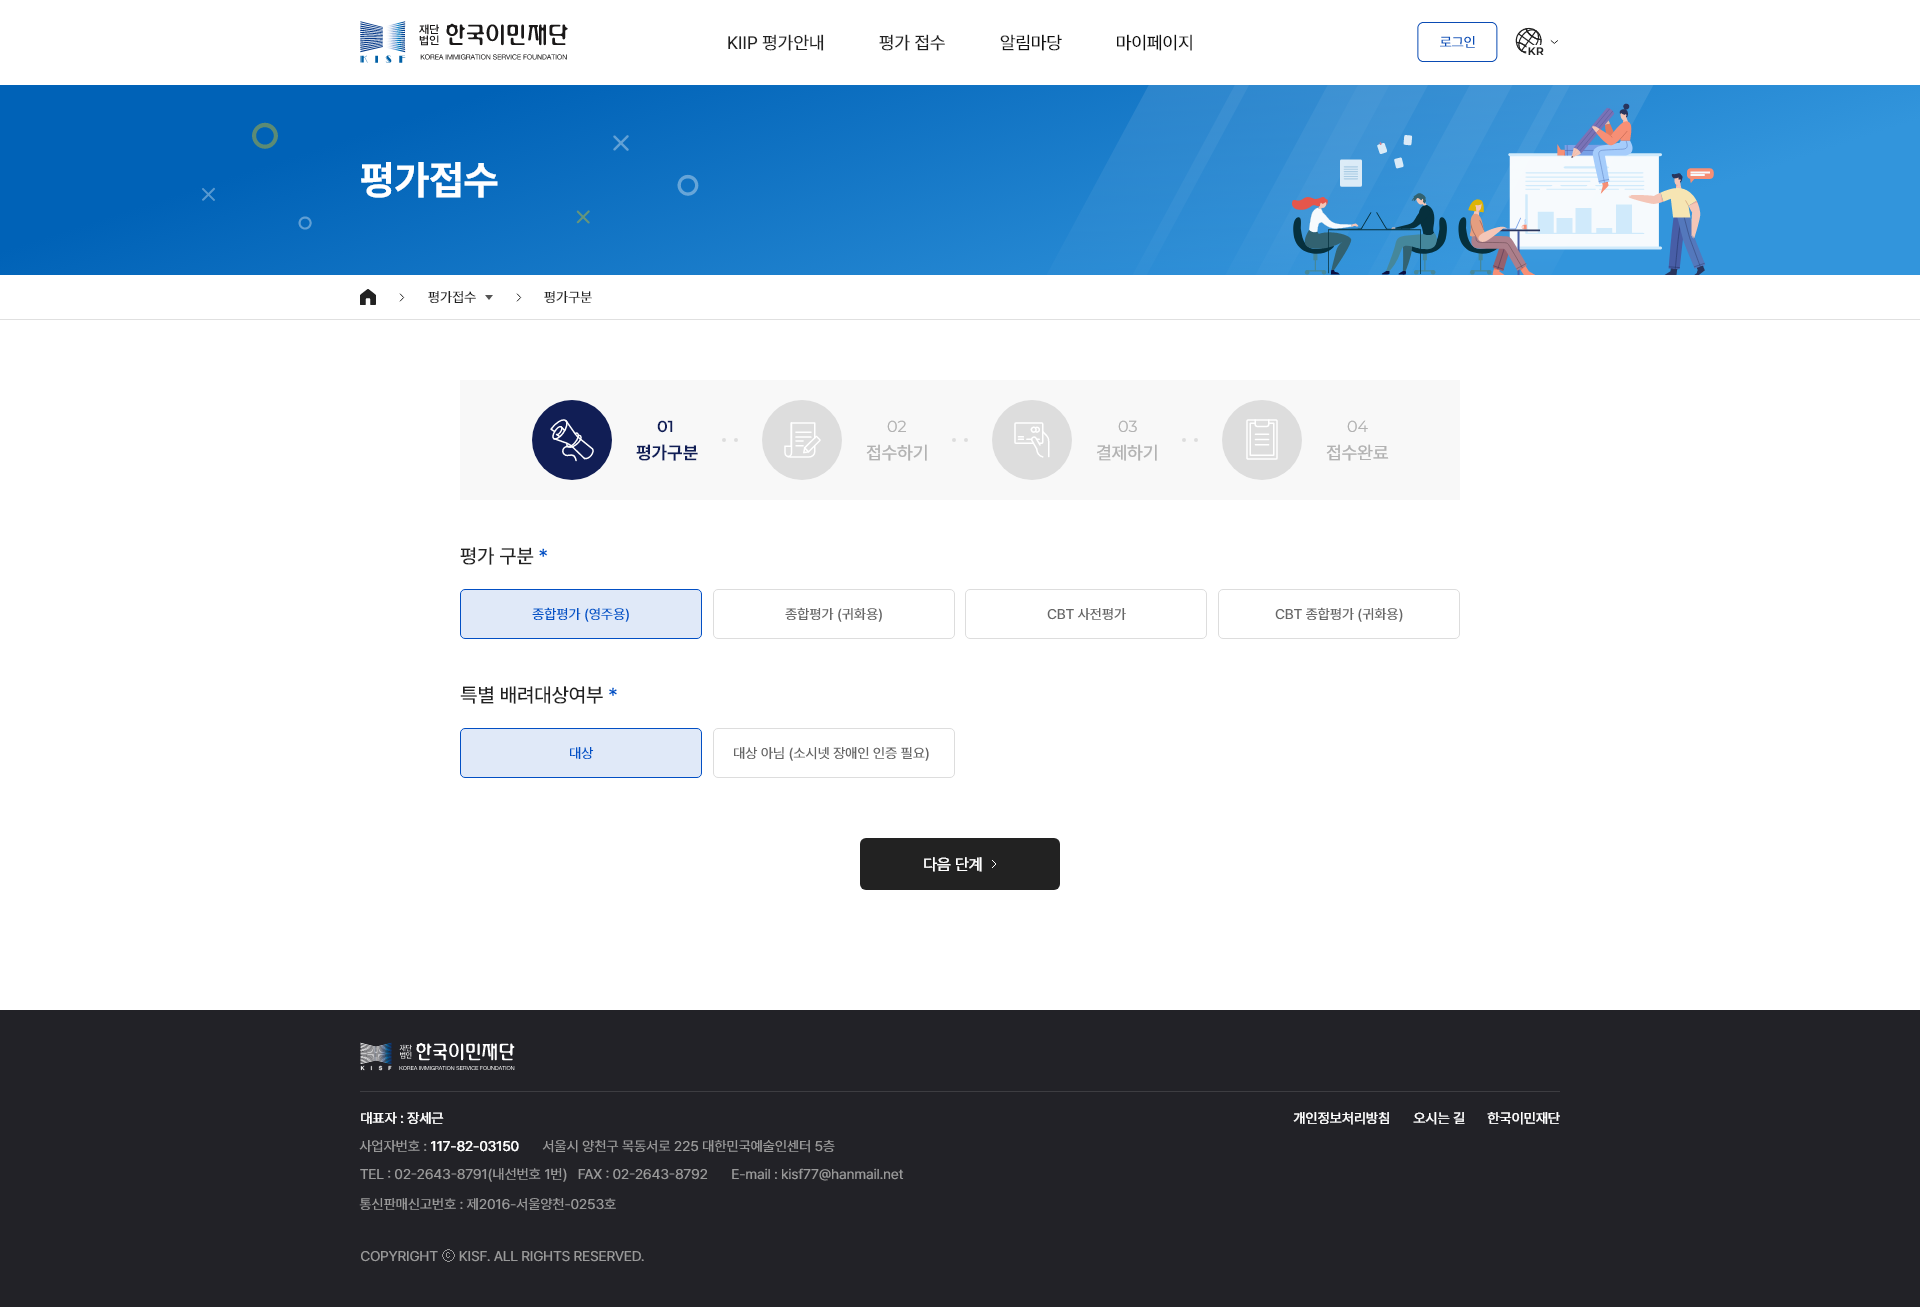 재단
법인 한국이민재단
KISF KOREA IMMIGRATION SERVICE FOUNDATION
KIIP 평가안내 평가 접수 알림마당 마이페이지
로그인 KR
평가접수
평가접수 평가구분
01 평가구분
02 접수하기
03 결제하기
04 접수완료
평가 구분 *
종합평가 (영주용) 종합평가 (귀화용) CBT 사전평가 CBT 종합평가 (귀화용)
특별 배려대상여부 *
대상 대상 아님 (소시넷 장애인 인증 필요)
다음 단계
재단
법인 한국이민재단
KISF KOREA IMMIGRATION SERVICE FOUNDATION
대표자 : 장세근 개인정보처리방침 오시는 길 한국이민재단
사업자번호 : 117-82-03150 서울시 양천구 목동서로 225 대한민국예술인센터 5층
TEL : 02-2643-8791(내선번호 1번) FAX : 02-2643-8792 E-mail : kisf77@hanmail.net
통신판매신고번호 : 제2016-서울양천-0253호
COPYRIGHT ⓒ KISF. ALL RIGHTS RESERVED.